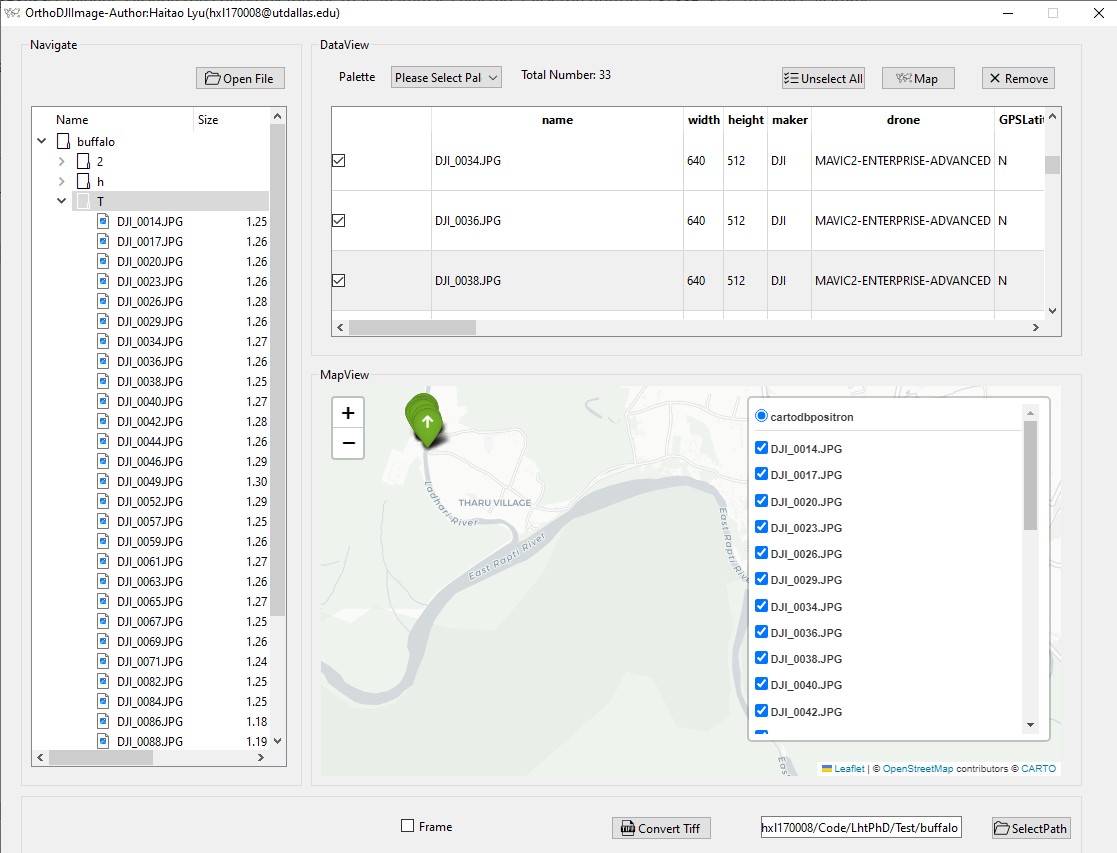 OrthoDJIImage-Author:Haitao Lyu(hxl170008@utdallas.edu)
Navigate
Open File
Name Size
buffalo
2
h
T
DJI_0014.JPG 1.25
DJI_0017.JPG 1.26
DJI_0020.JPG 1.26
DJI_0023.JPG 1.26
DJI_0026.JPG 1.28
DJI_0029.JPG 1.26
DJI_0034.JPG 1.27
DJI_0036.JPG 1.26
DJI_0038.JPG 1.25
DJI_0040.JPG 1.27
DJI_0042.JPG 1.28
DJI_0044.JPG 1.26
DJI_0046.JPG 1.29
DJI_0049.JPG 1.30
DJI_0052.JPG 1.29
DJI_0057.JPG 1.25
DJI_0059.JPG 1.26
DJI_0061.JPG 1.27
DJI_0063.JPG 1.26
DJI_0065.JPG 1.27
DJI_0067.JPG 1.25
DJI_0069.JPG 1.26
DJI_0071.JPG 1.24
DJI_0082.JPG 1.25
DJI_0084.JPG 1.25
DJI_0086.JPG 1.18
DJI_0088.JPG 1.19
DataView
Palette Please Select Pal Total Number: 33 Unselect All Map Remove
name width height maker drone GPSLatit
DJI_0034.JPG 640 512 DJI MAVIC2-ENTERPRISE-ADVANCED N
DJI_0036.JPG 640 512 DJI MAVIC2-ENTERPRISE-ADVANCED N
DJI_0038.JPG 640 512 DJI MAVIC2-ENTERPRISE-ADVANCED N
MapView
+
−
THARU VILLAGE
Ladhari River
East Rapti River
East Rapti River
Eas
cartodbpositron
DJI_0014.JPG
DJI_0017.JPG
DJI_0020.JPG
DJI_0023.JPG
DJI_0026.JPG
DJI_0029.JPG
DJI_0034.JPG
DJI_0036.JPG
DJI_0038.JPG
DJI_0040.JPG
DJI_0042.JPG
Leaflet | © OpenStreetMap contributors © CARTO
Frame Convert Tiff hxl170008/Code/LhtPhD/Test/buffalo SelectPath